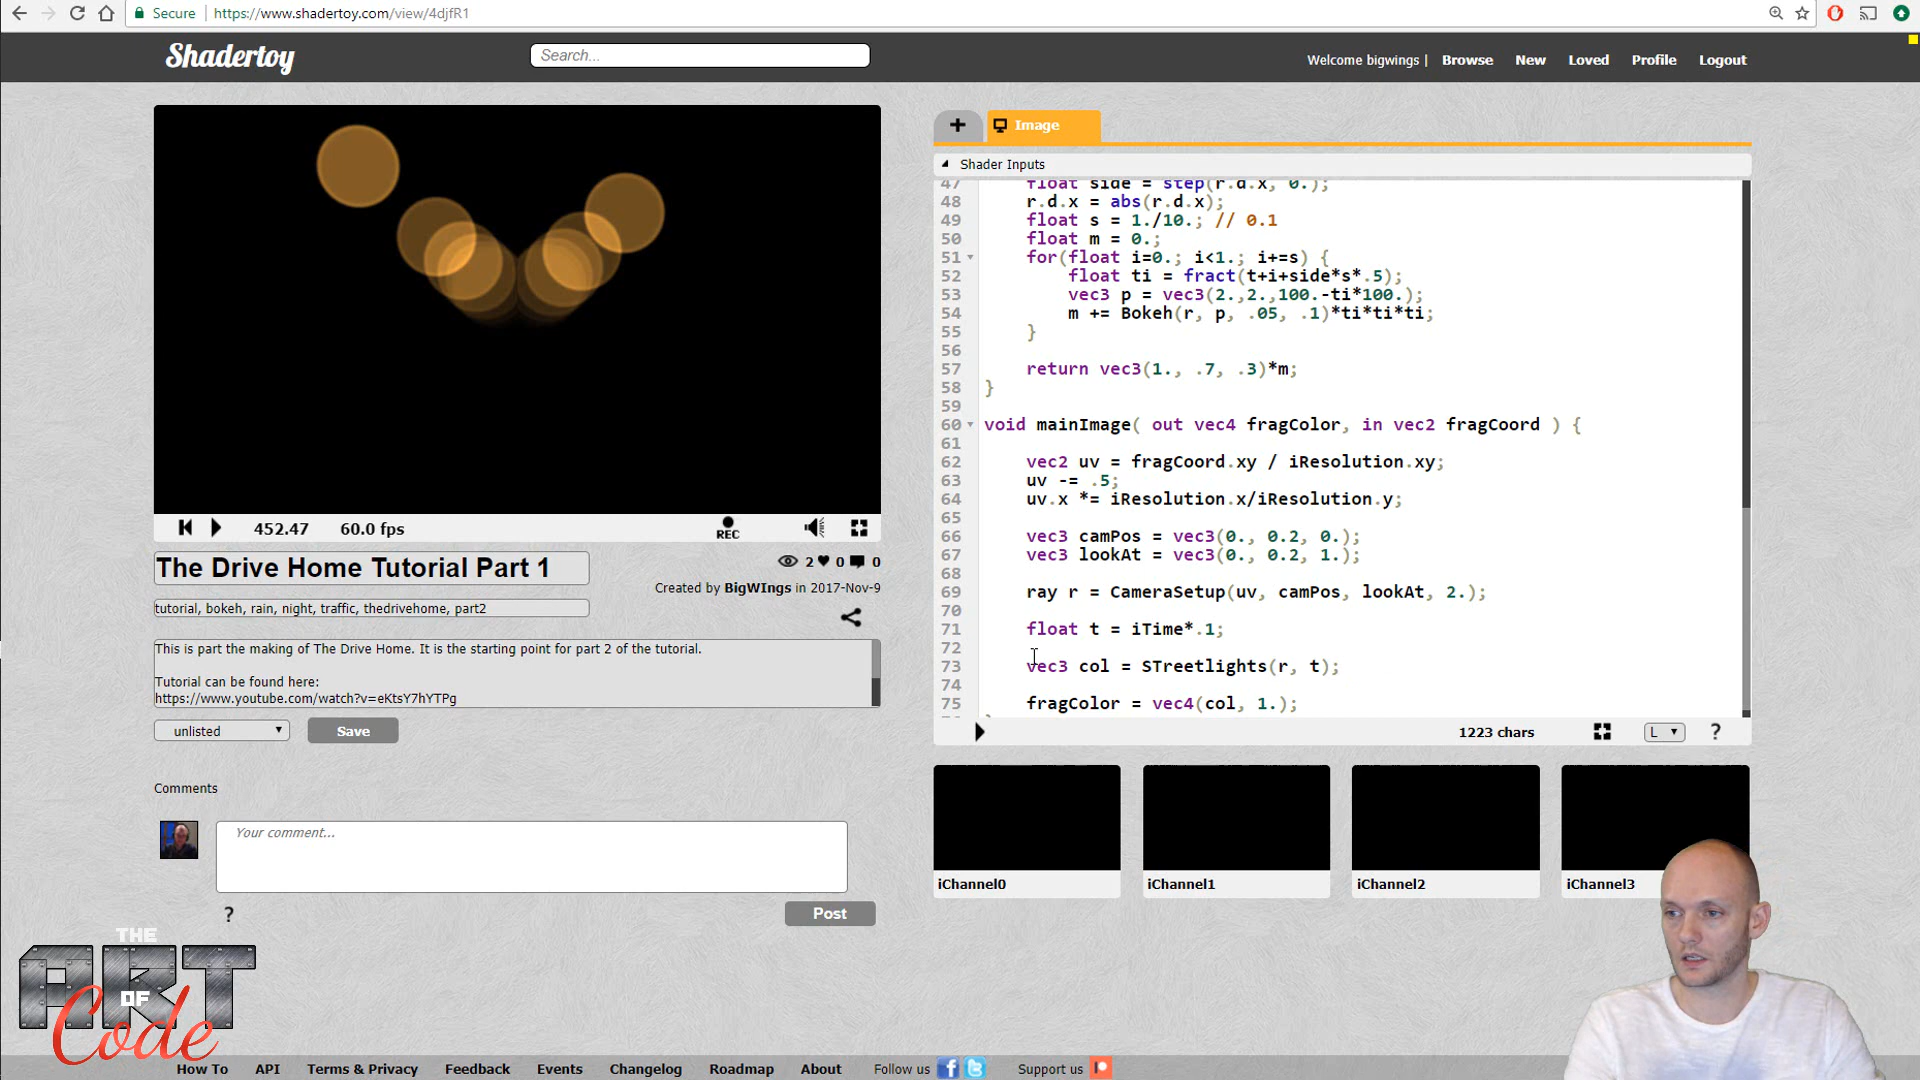 Secure https://www.shadertoy.com/view/4djfR1
Shadertoy
Search...
Welcome bigwings | Browse New Loved Profile Logout
+ Image
Shader Inputs
47 float side = step(r.d.x, 0.);
48 r.d.x = abs(r.d.x);
49 float s = 1./10.; // 0.1
50 float m = 0.;
51 for(float i=0.; i<1.; i+=s) {
52 float ti = fract(t+i+side*s*.5);
53 vec3 p = vec3(2.,2.,100.-ti*100.);
54 m += Bokeh(r, p, .05, .1)*ti*ti*ti;
55 }
56
57 return vec3(1., .7, .3)*m;
58 }
59
60 void mainImage( out vec4 fragColor, in vec2 fragCoord ) {
61
62 vec2 uv = fragCoord.xy / iResolution.xy;
63 uv -= .5;
64 uv.x *= iResolution.x/iResolution.y;
65
66 vec3 camPos = vec3(0., 0.2, 0.);
67 vec3 lookAt = vec3(0., 0.2, 1.);
68
69 ray r = CameraSetup(uv, camPos, lookAt, 2.);
70
71 float t = iTime*.1;
72
73 vec3 col = STreetlights(r, t);
74
75 fragColor = vec4(col, 1.);
1223 chars L ?
452.47 60.0 fps REC
The Drive Home Tutorial Part 1
2 0 0
Created by BigWIngs in 2017-Nov-9
tutorial, bokeh, rain, night, traffic, thedrivehome, part2
This is part the making of The Drive Home. It is the starting point for part 2 of the tutorial.
Tutorial can be found here:
https://www.youtube.com/watch?v=eKtsY7hYTPg
unlisted Save
Comments
Your comment...
? Post
iChannel0 iChannel1 iChannel2 iChannel3
THE
ART
OF
Code
How To API Terms & Privacy Feedback Events Changelog Roadmap About Follow us Support us